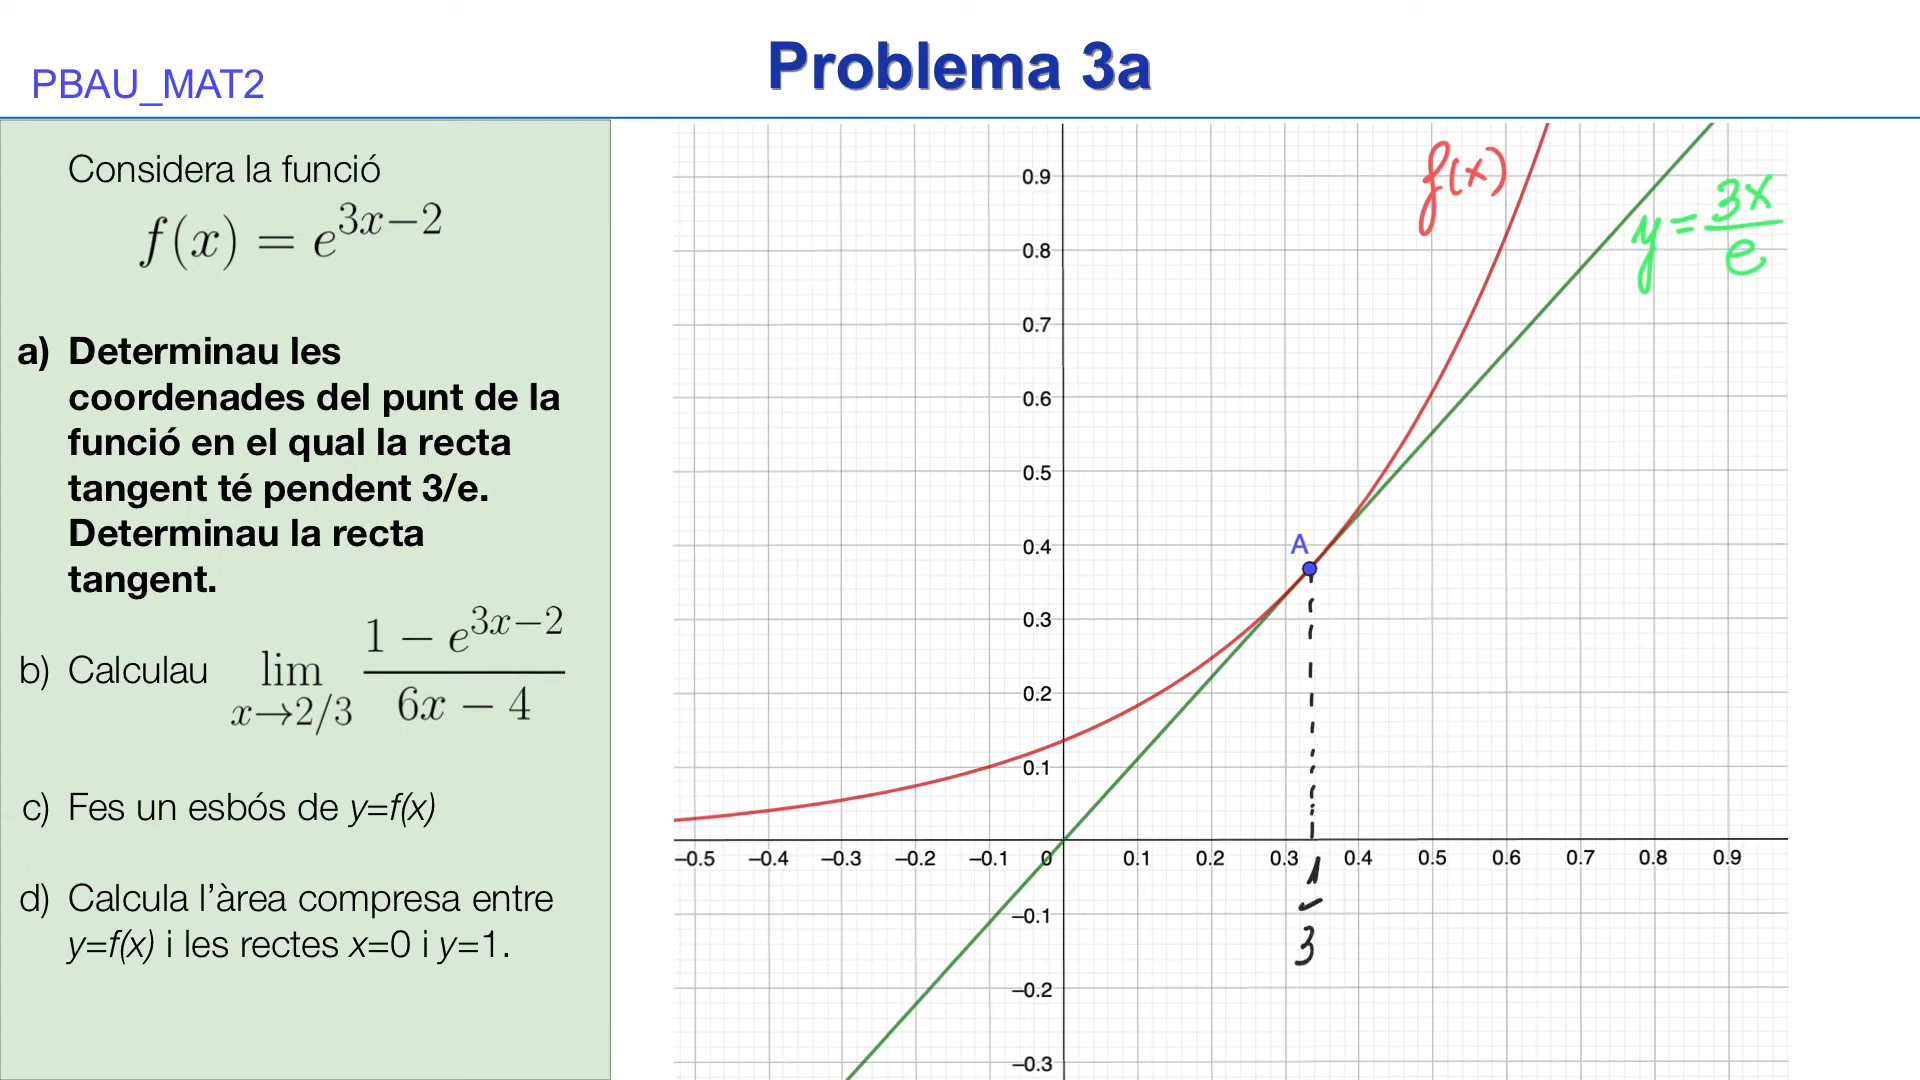 PBAU_MAT2
Problema 3a
Considera la funció
f(x) = e^{3x−2}
a) Determinau les
coordenades del punt de la
funció en el qual la recta
tangent té pendent 3/e.
Determinau la recta
tangent.
b) Calculau lim_{x→2/3} (1 − e^{3x−2})/(6x − 4)
c) Fes un esbós de y=f(x)
d) Calcula l’àrea compresa entre
y=f(x) i les rectes x=0 i y=1.
f(x)
y = 3x/e
A
0.9
0.8
0.7
0.6
0.5
0.4
0.3
0.2
0.1
−0.5 −0.4 −0.3 −0.2 −0.1 0 0.1 0.2 0.3 0.4 0.5 0.6 0.7 0.8 0.9
−0.1
−0.2
−0.3
1/3